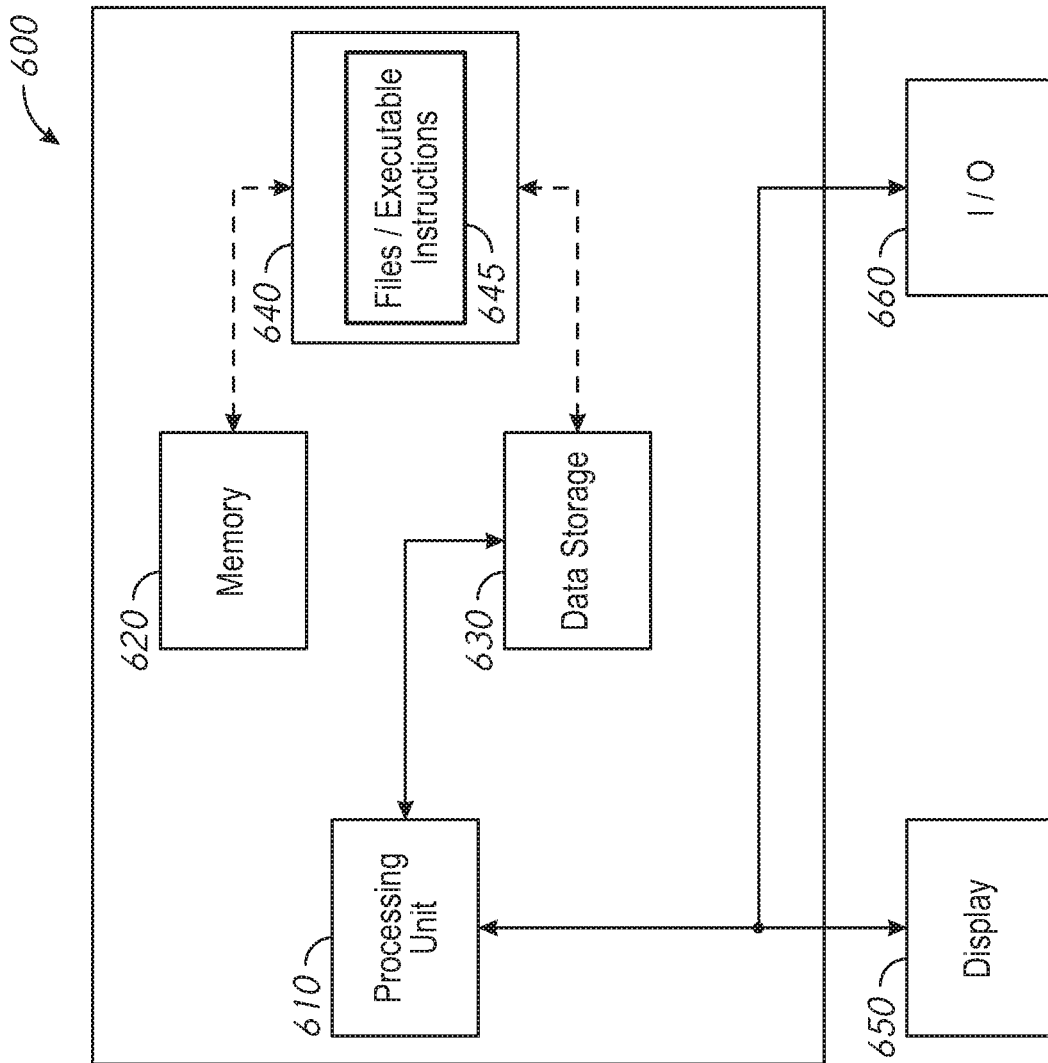 600
610
Processing
Unit
620
Memory
630
Data Storage
640
Files / Executable
Instructions
645
650
Display
660
I / O